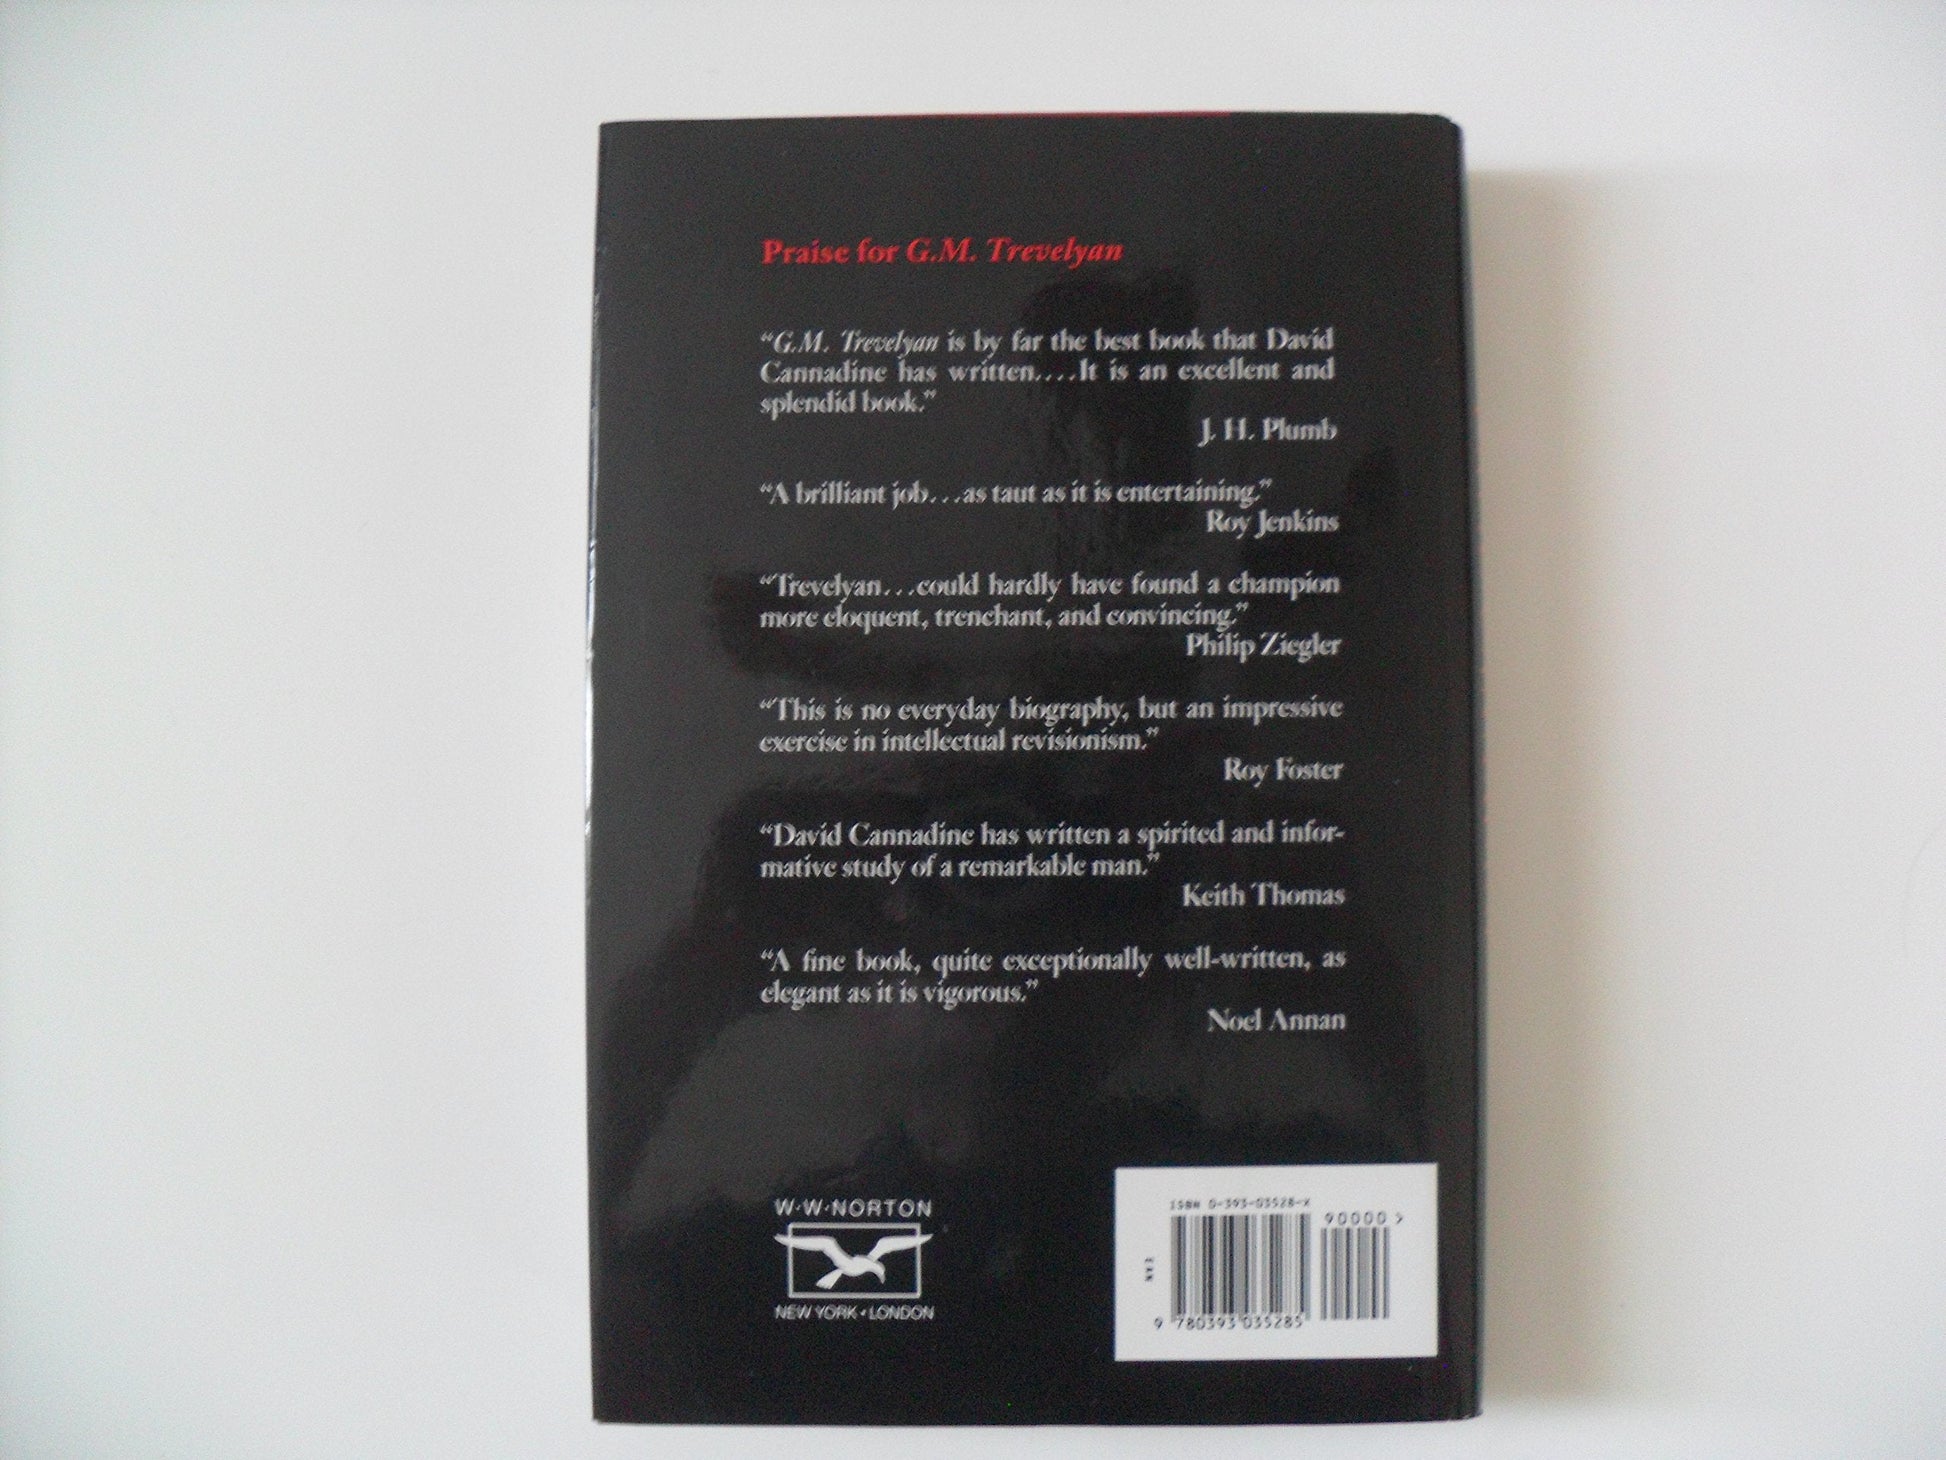 Praise for G.M. Trevelyan
“G.M. Trevelyan is by far the best book that David
Cannadine has written....It is an excellent and
splendid book.”
J. H. Plumb
“A brilliant job...as taut as it is entertaining.”
Roy Jenkins
“Trevelyan...could hardly have found a champion
more eloquent, trenchant, and convincing.”
Philip Ziegler
“This is no everyday biography, but an impressive
exercise in intellectual revisionism.”
Roy Foster
“David Cannadine has written a spirited and infor-
mative study of a remarkable man.”
Keith Thomas
“A fine book, quite exceptionally well-written, as
elegant as it is vigorous.”
Noel Annan
W·W·NORTON
NEW YORK • LONDON
ISBN 0-393-03528-X
90000>
EAN
9 780393 035285